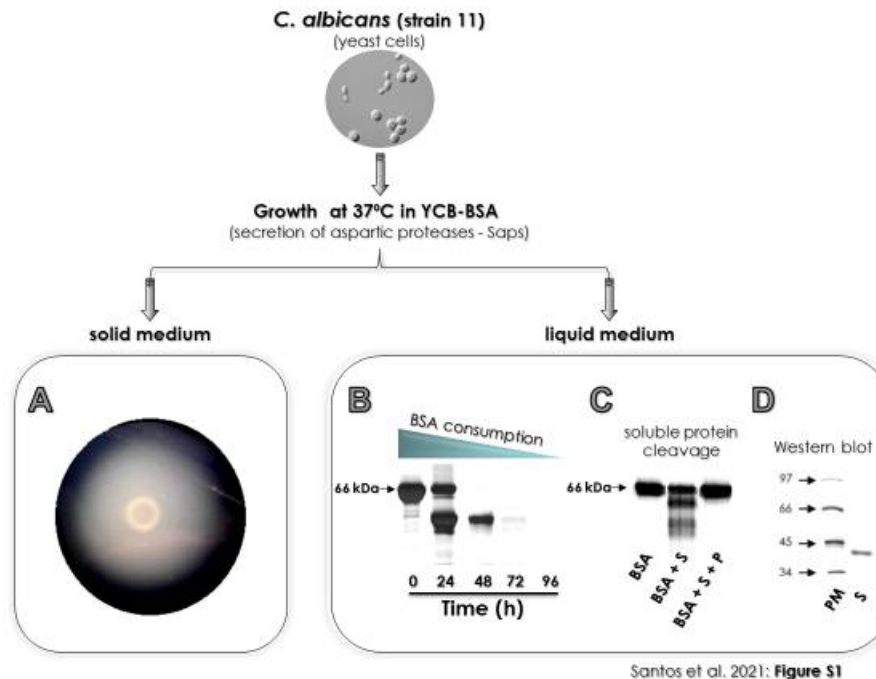 C. albicans (strain 11)
(yeast cells)
Growth at 37ºC in YCB-BSA
(secretion of aspartic proteases - Saps)
solid medium
liquid medium
A
B
BSA consumption
66 kDa
0 24 48 72 96
Time (h)
C
soluble protein
cleavage
66 kDa
BSA
BSA + S
BSA + S + P
D
Western blot
97
66
45
34
PM
S
Santos et al. 2021: Figure S1